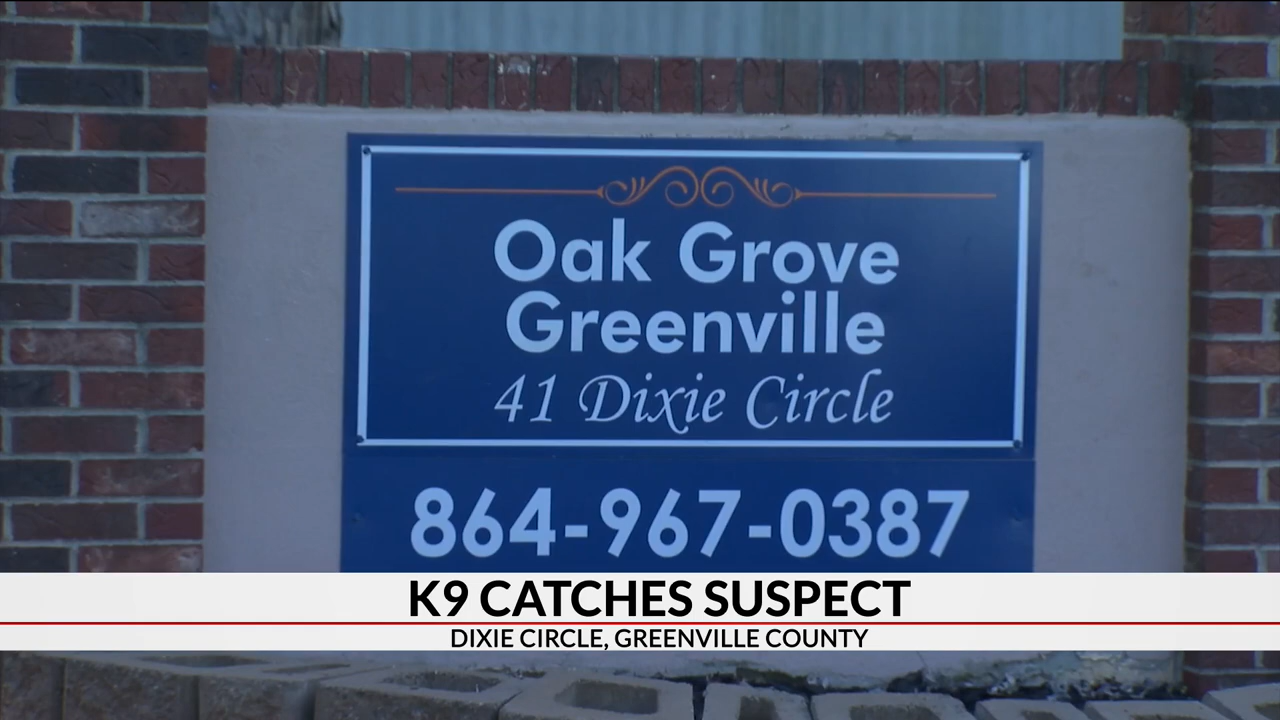 Oak Grove
Greenville
41 Dixie Circle
864-967-0387
K9 CATCHES SUSPECT
DIXIE CIRCLE, GREENVILLE COUNTY